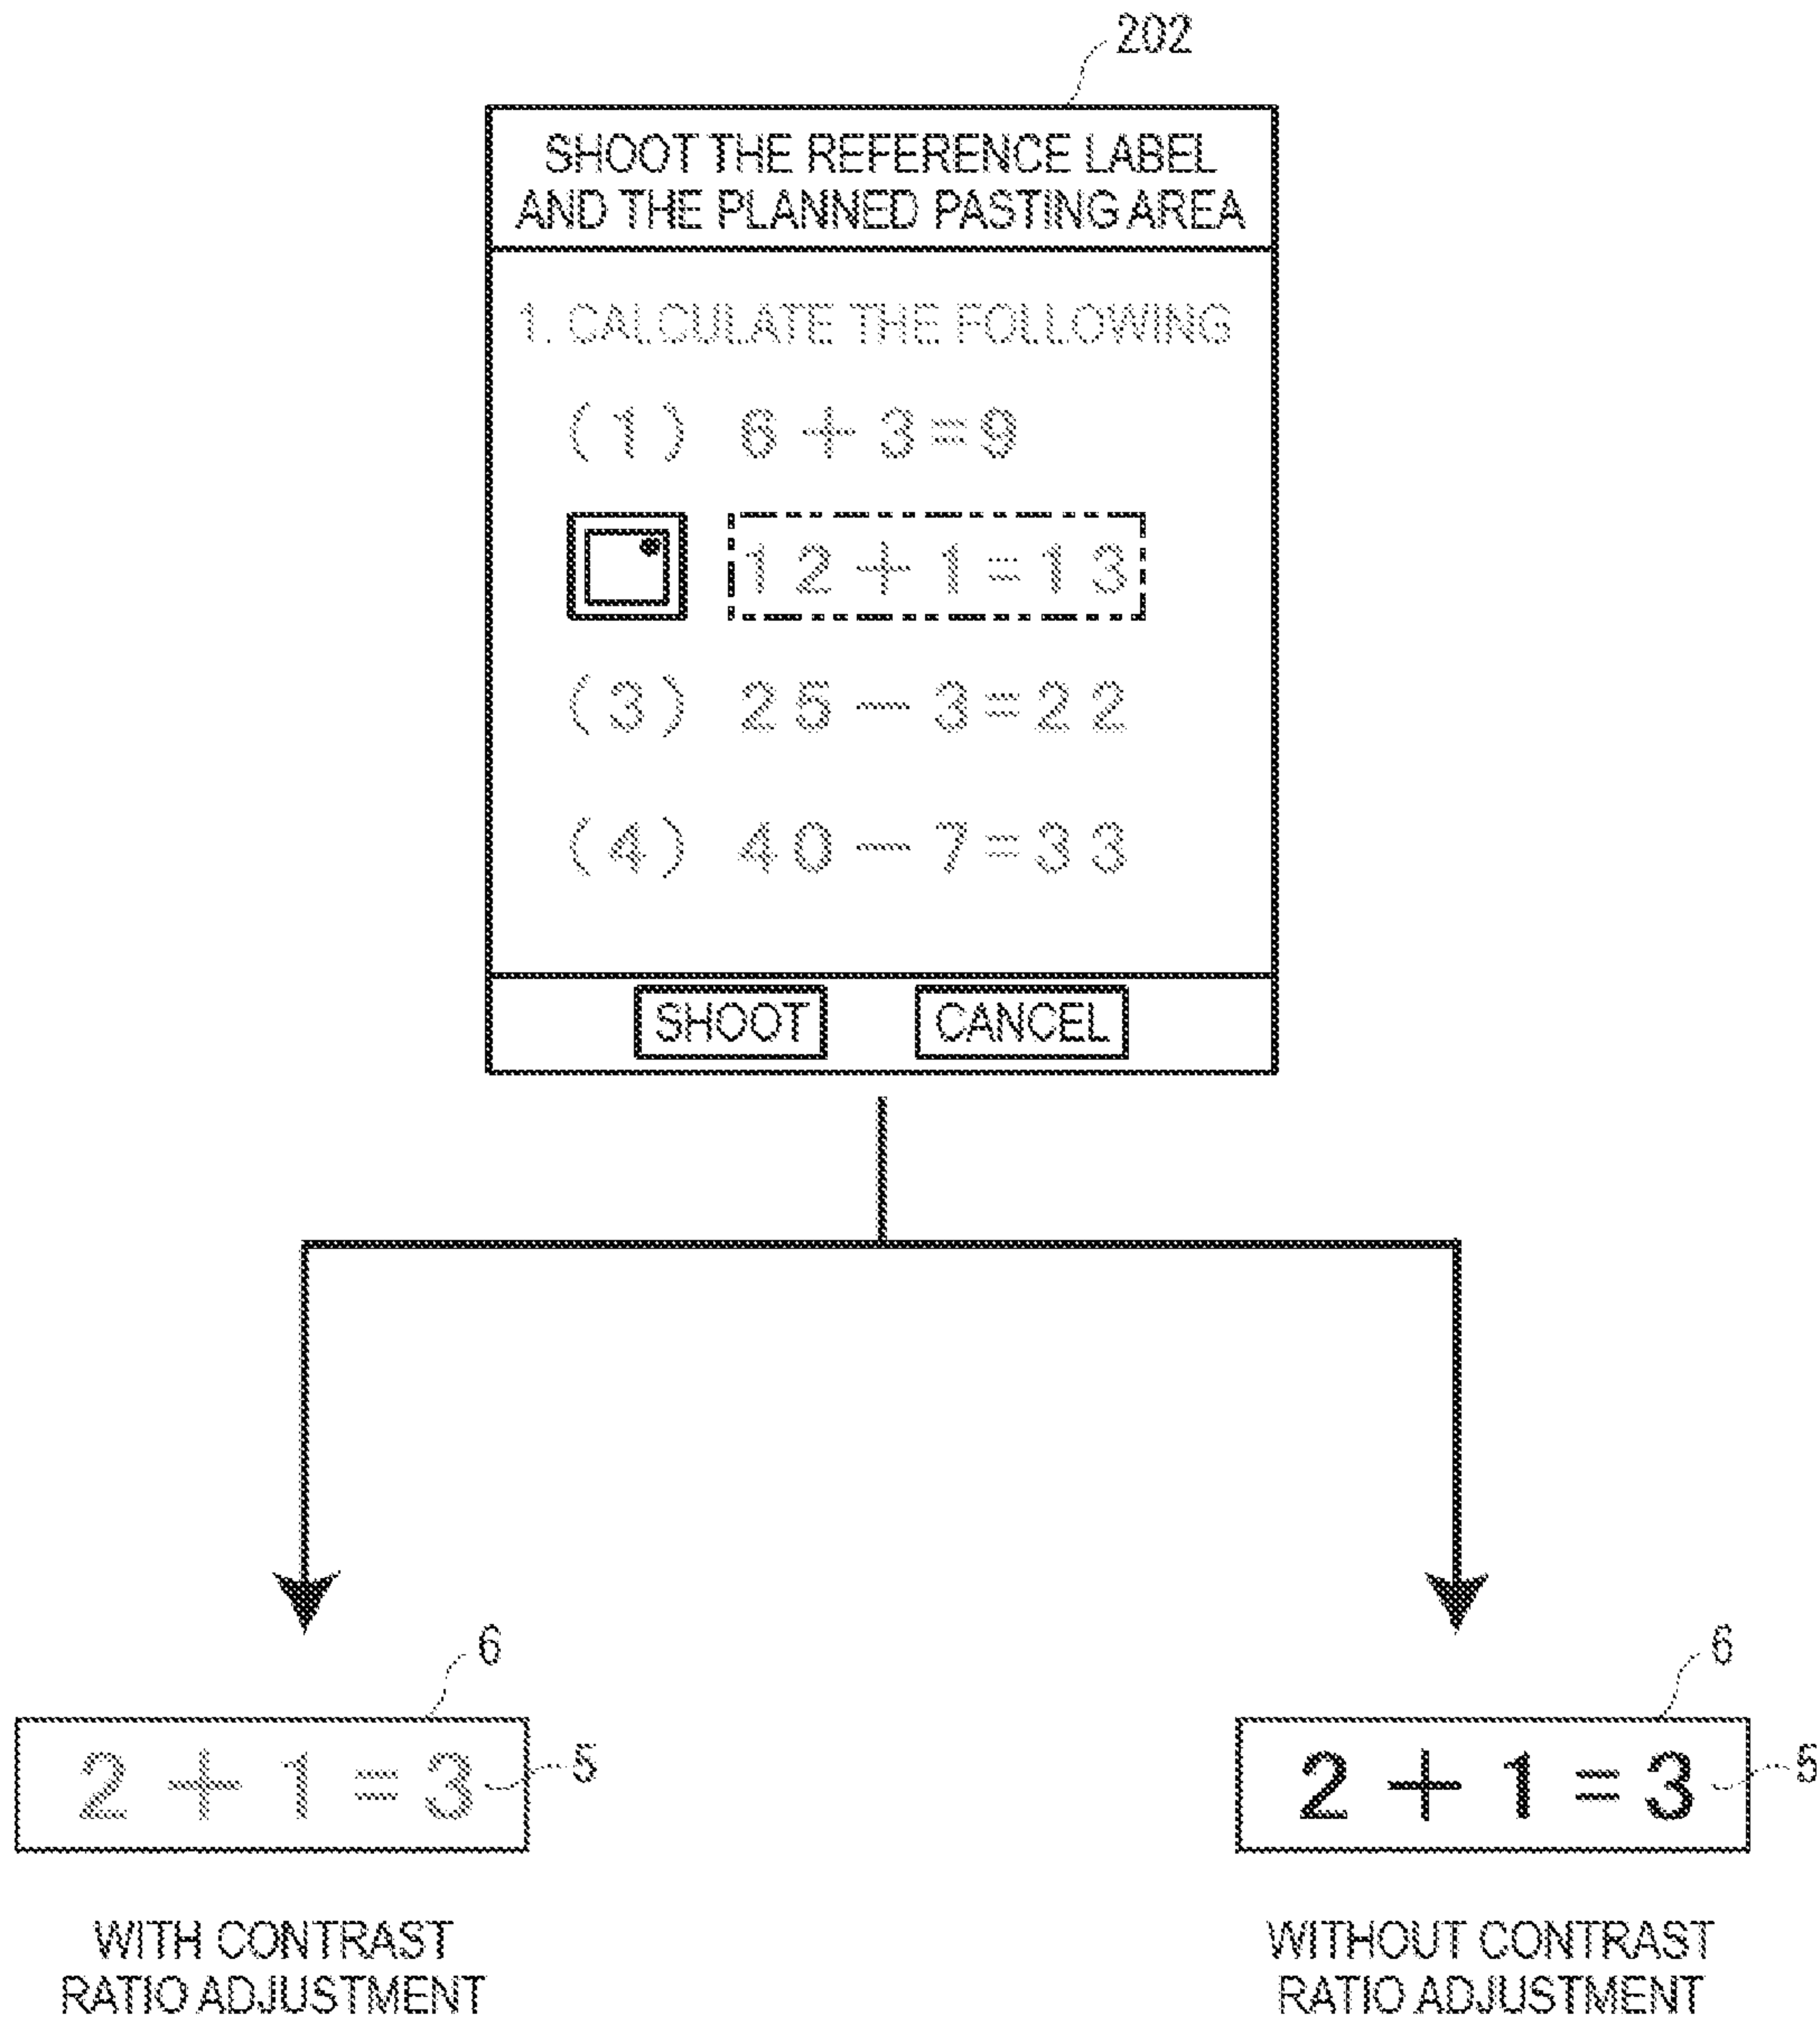 202
SHOOT THE REFERENCE LABEL
AND THE PLANNED PASTING AREA
1. CALCULATE THE FOLLOWING
(1) 6+3=9
12+1=13
(3) 25-3=22
(4) 40-7=33
SHOOT CANCEL
6
2+1=3
5
WITH CONTRAST
RATIO ADJUSTMENT
6
2+1=3
5
WITHOUT CONTRAST
RATIO ADJUSTMENT